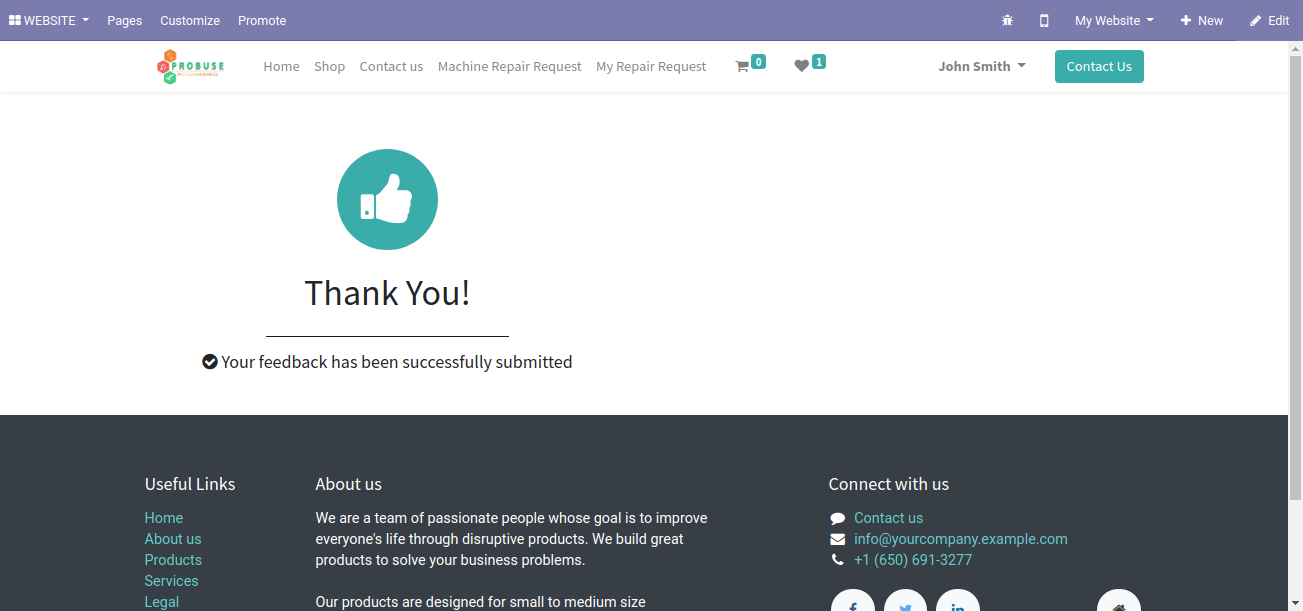 WEBSITE Pages Customize Promote My Website New Edit
PROBUSE Home Shop Contact us Machine Repair Request My Repair Request 0 1 John Smith Contact Us
Thank You!
Your feedback has been successfully submitted
Useful Links
Home
About us
Products
Services
Legal
About us
We are a team of passionate people whose goal is to improve
everyone's life through disruptive products. We build great
products to solve your business problems.
Our products are designed for small to medium size
Connect with us
Contact us
info@yourcompany.example.com
+1 (650) 691-3277